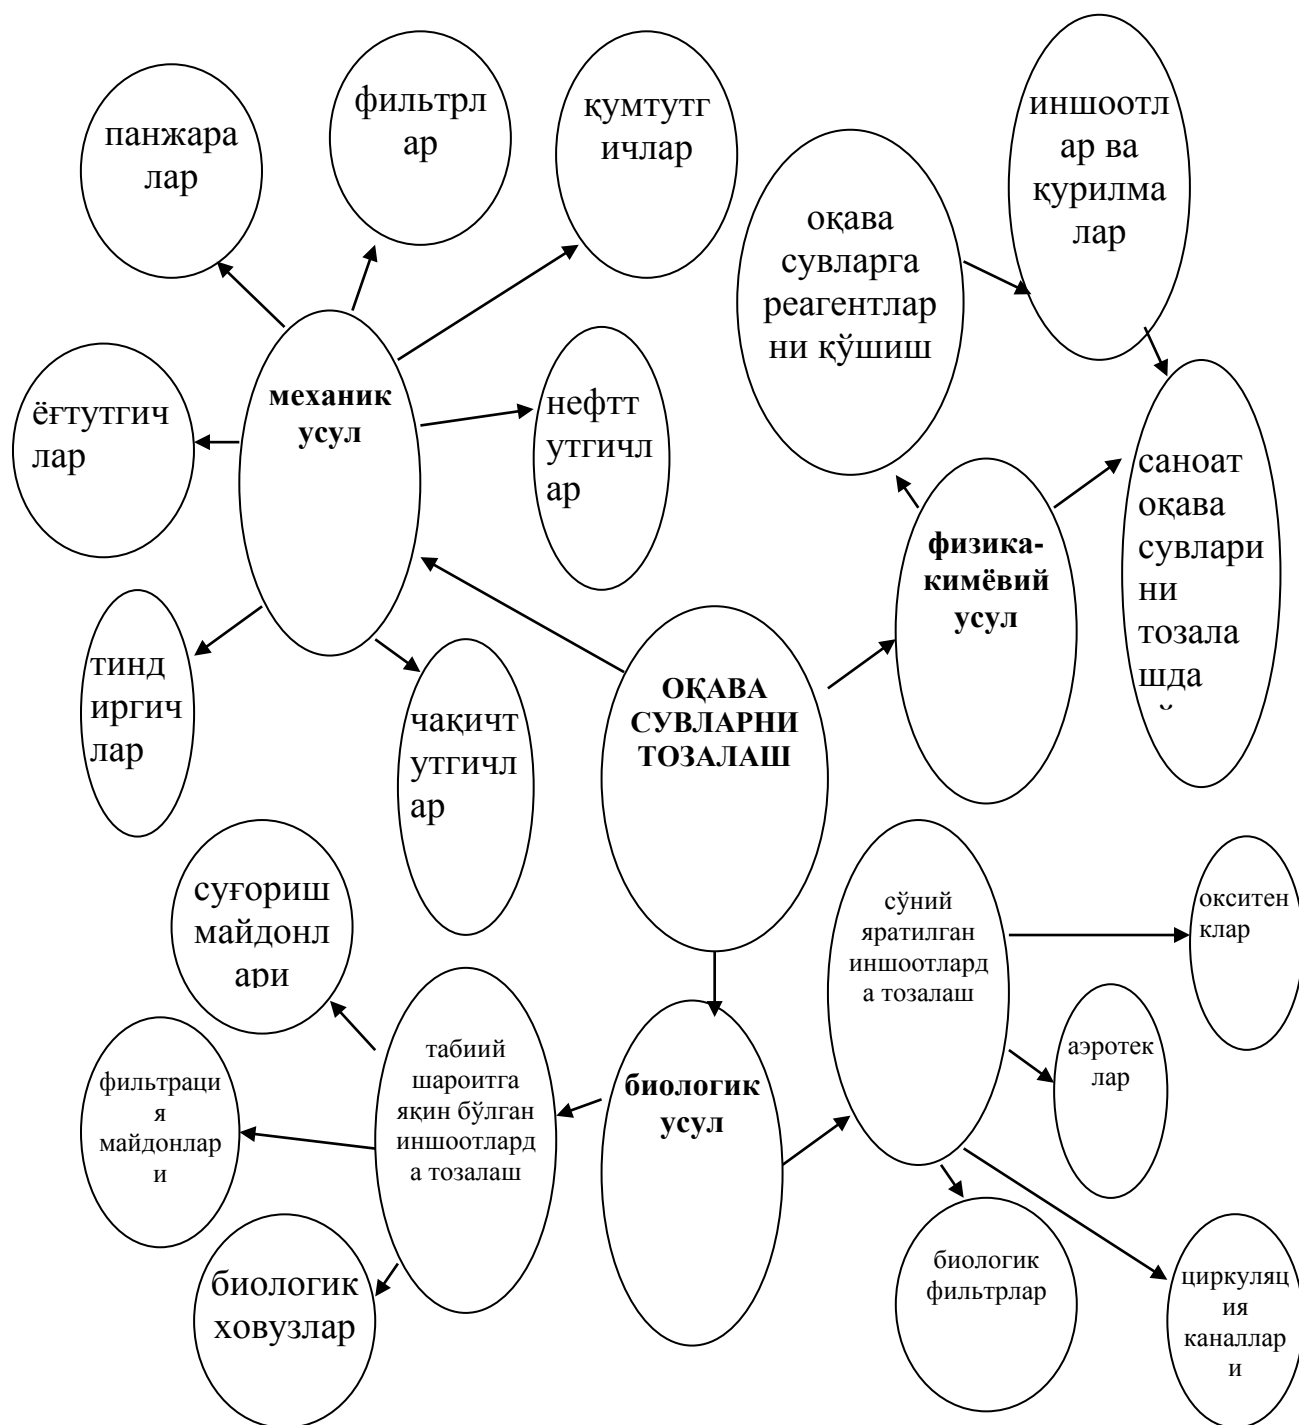 панжара
лар
фильтрл
ар
қумтутг
ичлар
иншоотл
ар ва
қурилма
лар
оқава
сувларга
реагентлар
ни қўшиш
ёғтутгич
лар
механик
усул
нефтт
утгичл
ар
саноат
оқава
сувлари
ни
тозала
шда
физика-
кимёвий
усул
тинд
иргич
лар
чақичт
утгичл
ар
ОҚАВА
СУВЛАРНИ
ТОЗАЛАШ
суғориш
майдонл
ари
сўний
яратилган
иншоотлард
а тозалаш
окситен
клар
фильтраци
я
майдонлар
и
табиий
шароитга
яқин бўлган
иншоотлард
а тозалаш
биологик
усул
аэротек
лар
биологик
ховузлар
биологик
фильтрлар
циркуляц
ия
каналлар
и